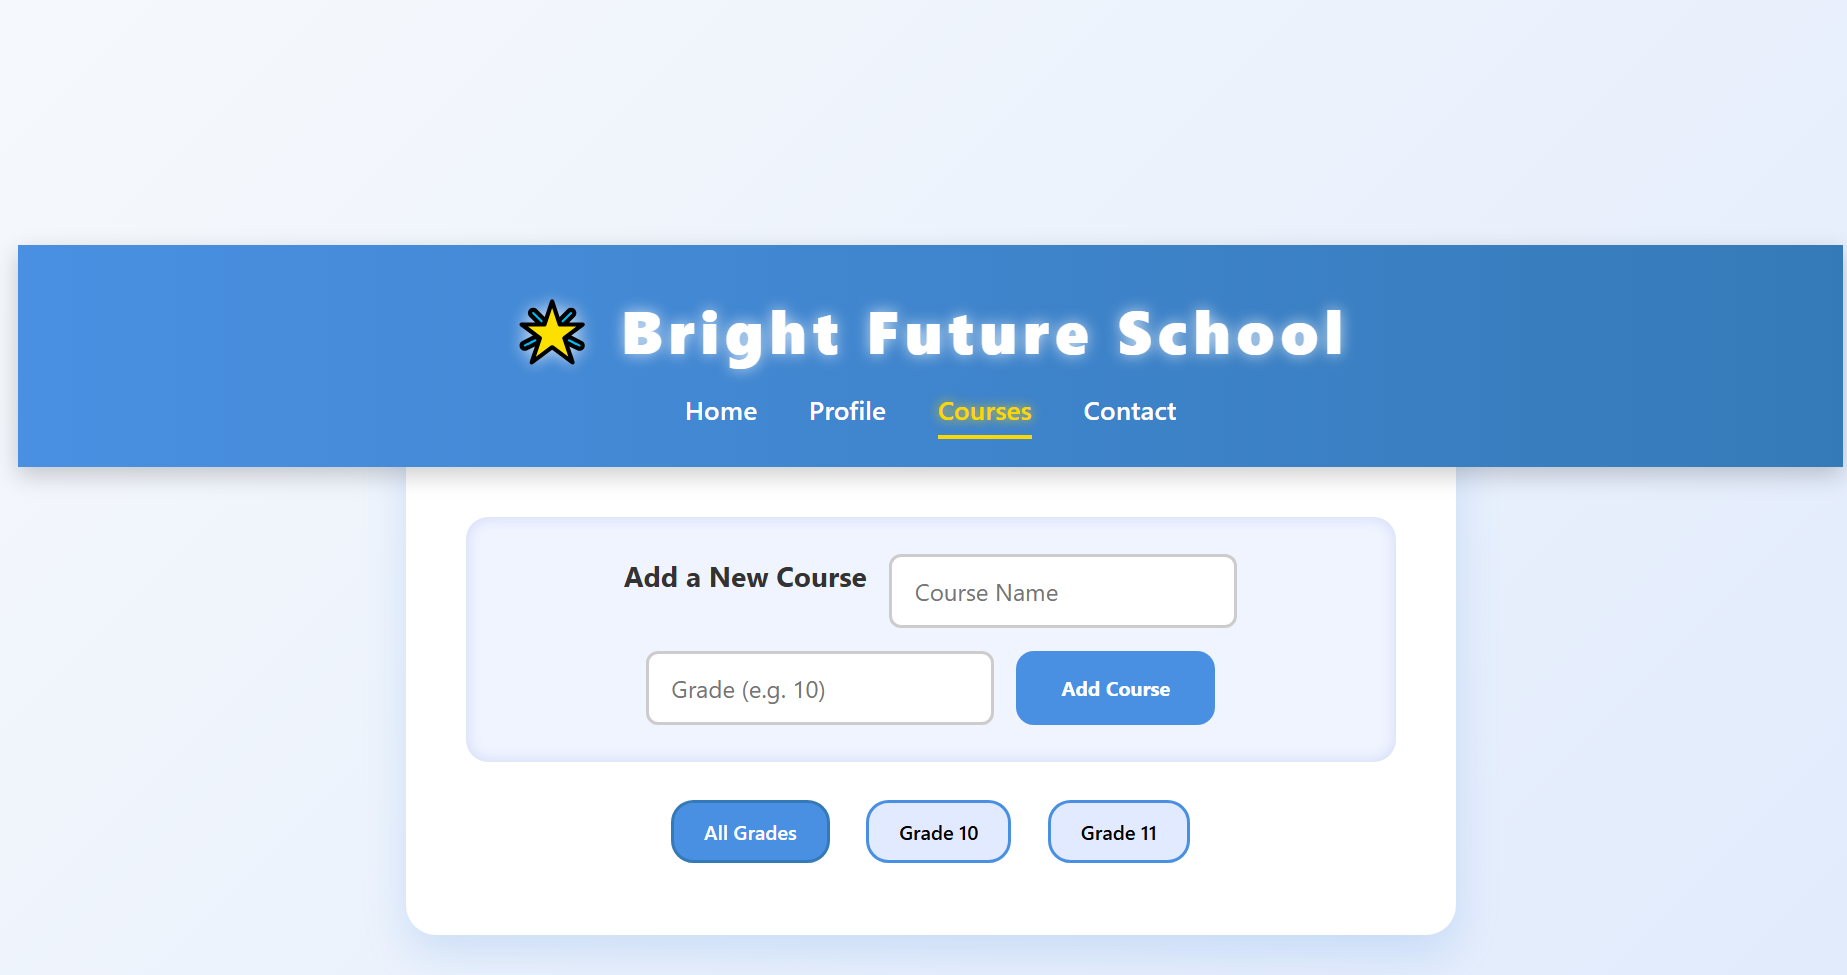 Bright Future School
Home Profile Courses Contact
Add a New Course
Course Name
Grade (e.g. 10)
Add Course
All Grades Grade 10 Grade 11